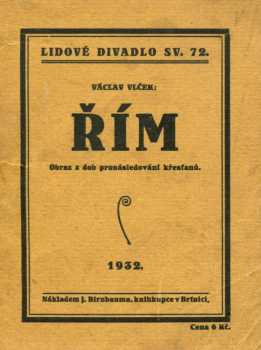 LIDOVÉ DIVADLO SV. 72.
VÁCLAV VLČEK:
ŘÍM
Obraz z dob pronásledování křesťanů.
1932.
Nákladem J. Birnbauma, knihkupce v Brtnici,
Cena 6 Kč.